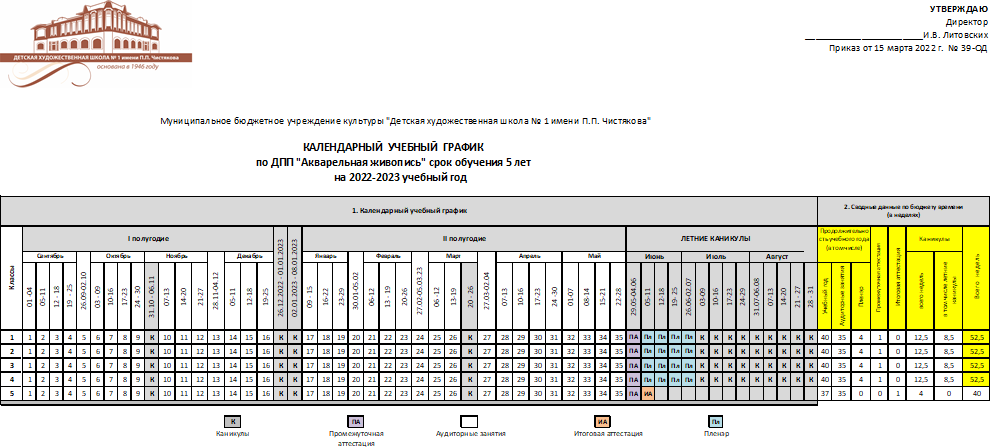 УТВЕРЖДАЮ
Директор
И.В. Литовских
Приказ от 15 марта 2022 г. № 39-ОД
ДЕТСКАЯ ХУДОЖЕСТВЕННАЯ ШКОЛА № 1 ИМЕНИ П.П. ЧИСТЯКОВА
основана в 1946 году
Муниципальное бюджетное учреждение культуры "Детская художественная школа № 1 имени П.П. Чистякова"
КАЛЕНДАРНЫЙ УЧЕБНЫЙ ГРАФИК
по ДПП "Акварельная живопись" срок обучения 5 лет
на 2022-2023 учебный год
1. Календарный учебный график 2. Сводные данные по бюджету времени
(в неделях)
Классы I полугодие 26.12.2022 - 01.01.2023 02.01.2023 - 08.01.2023 II полугодие ЛЕТНИЕ КАНИКУЛЫ Продолжительно
сть учебного года
(в том числе) Промежуточная аттестация Итоговая аттестация Каникулы Всего недель
Сентябрь Октябрь Ноябрь Декабрь Январь Февраль Март Апрель Май Июнь Июль Август
01-04 05-11 12-18 19-25 26.09-02.10 03-09 10-16 17-23 24-30 31.10-06.11 07-13 14-20 21-27 28.11-04.12 05-11 12-18 19-25 09-15 16-22 23-29 30.01-05.02 06-12 13-19 20-26 27.02-05.03.23 06-12 13-19 20-26 27.03-02.04 07-13 10-16 17-23 24-30 01-07 08-14 15-21 22-28 29.05-04.06 05-11 12-18 19-25 26.06-02.07 03-09 10-16 17-23 24-29 31.07-06.08 07-13 14-20 21-27 28-31 Учебный год Аудиторные занятия Пленэр всего недель в том числе летние каникулы
1 1 2 3 4 5 6 7 8 9 К 10 11 12 13 14 15 16 К К 17 18 19 20 21 22 23 24 25 26 К 27 28 29 30 31 32 33 34 35 ПА Пл Пл Пл Пл К К К К К К К К К 40 35 4 1 0 12,5 8,5 52,5
2 1 2 3 4 5 6 7 8 9 К 10 11 12 13 14 15 16 К К 17 18 19 20 21 22 23 24 25 26 К 27 28 29 30 31 32 33 34 35 ПА Пл Пл Пл Пл К К К К К К К К К 40 35 4 1 0 12,5 8,5 52,5
3 1 2 3 4 5 6 7 8 9 К 10 11 12 13 14 15 16 К К 17 18 19 20 21 22 23 24 25 26 К 27 28 29 30 31 32 33 34 35 ПА Пл Пл Пл Пл К К К К К К К К К 40 35 4 1 0 12,5 8,5 52,5
4 1 2 3 4 5 6 7 8 9 К 10 11 12 13 14 15 16 К К 17 18 19 20 21 22 23 24 25 26 К 27 28 29 30 31 32 33 34 35 ПА Пл Пл Пл Пл К К К К К К К К К 40 35 4 1 0 12,5 8,5 52,5
5 1 2 3 4 5 6 7 8 9 К 10 11 12 13 14 15 16 К К 17 18 19 20 21 22 23 24 25 26 К 27 28 29 30 31 32 33 34 35 ПА ИА 37 35 0 0 1 4 0 40
К ПА ИА Пл
Каникулы Промежуточная
аттестация Аудиторные занятия Итоговая аттестация Пленэр